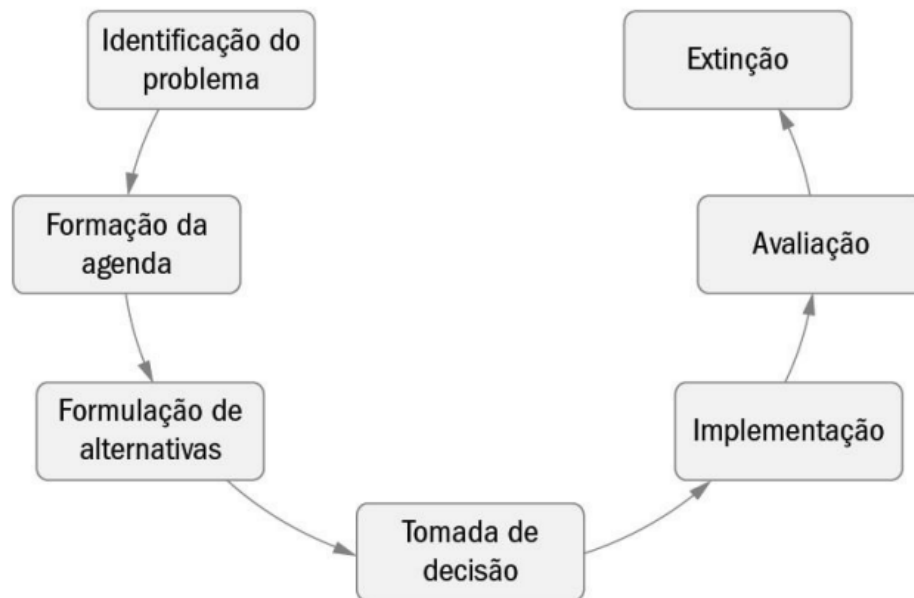 Identificação do
problema
Formação da
agenda
Formulação de
alternativas
Tomada de
decisão
Implementação
Avaliação
Extinção